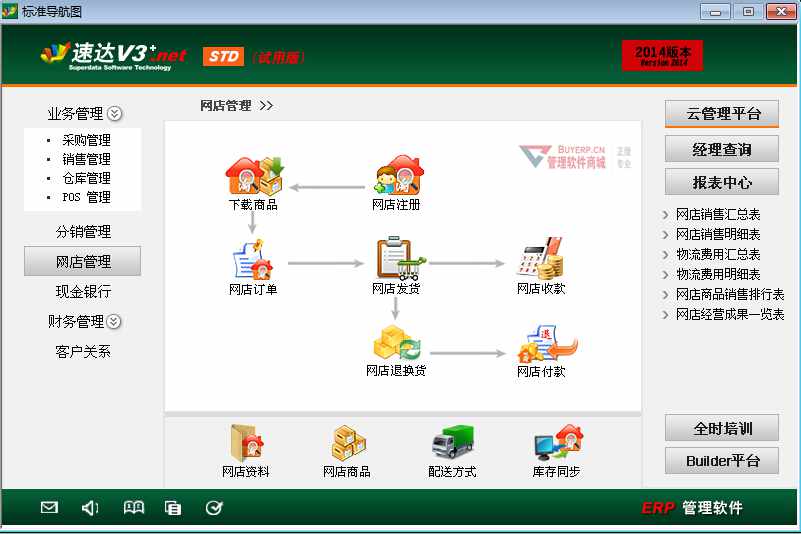 标准导航图
速达V3+.net
Superdata Software Technology
STD
(试用版)
2014版本
Version 2014
业务管理
采购管理
销售管理
仓库管理
POS 管理
分销管理
网店管理
现金银行
财务管理
客户关系
网店管理 >>
BUYERP.CN
管理软件商城
正版
专业
下载商品
网店注册
网店订单
网店发货
网店收款
网店退换货
退
网店付款
网店资料
网店商品
配送方式
库存同步
云管理平台
经理查询
报表中心
网店销售汇总表
网店销售明细表
物流费用汇总表
物流费用明细表
网店商品销售排行表
网店经营成果一览表
全时培训
Builder平台
ERP 管理软件